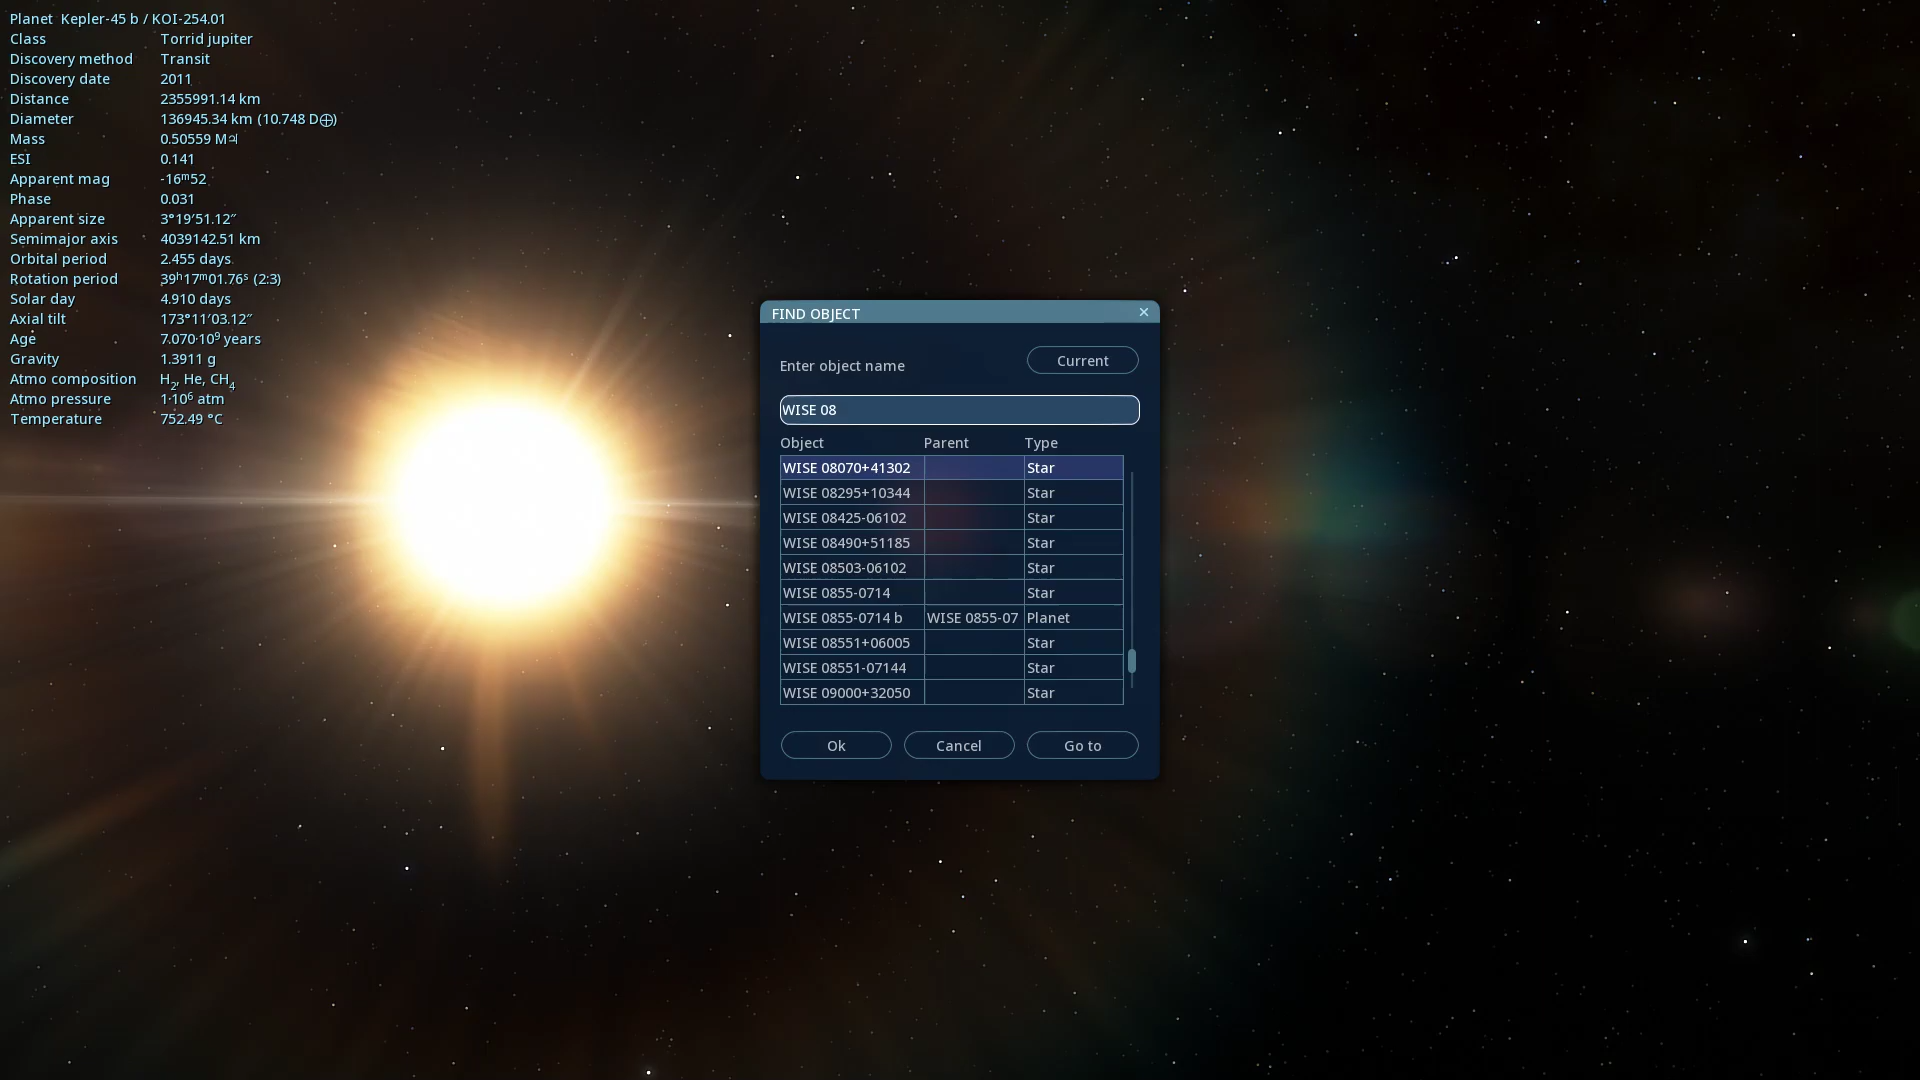 Planet Kepler-45 b / KOI-254.01
Class Torrid jupiter
Discovery method Transit
Discovery date 2011
Distance 2355991.14 km
Diameter 136945.34 km (10.748 D⊕)
Mass 0.50559 M♃
ESI 0.141
Apparent mag -16ᵐ52
Phase 0.031
Apparent size 3°19′51.12″
Semimajor axis 4039142.51 km
Orbital period 2.455 days
Rotation period 39ʰ17ᵐ01.76ˢ (2:3)
Solar day 4.910 days
Axial tilt 173°11′03.12″
Age 7.070·10⁹ years
Gravity 1.3911 g
Atmo composition H₂, He, CH₄
Atmo pressure 1·10⁶ atm
Temperature 752.49 °C
FIND OBJECT ✕
Enter object name Current
WISE 08
Object Parent Type
WISE 08070+41302 Star
WISE 08295+10344 Star
WISE 08425-06102 Star
WISE 08490+51185 Star
WISE 08503-06102 Star
WISE 0855-0714 Star
WISE 0855-0714 b WISE 0855-07 Planet
WISE 08551+06005 Star
WISE 08551-07144 Star
WISE 09000+32050 Star
Ok Cancel Go to